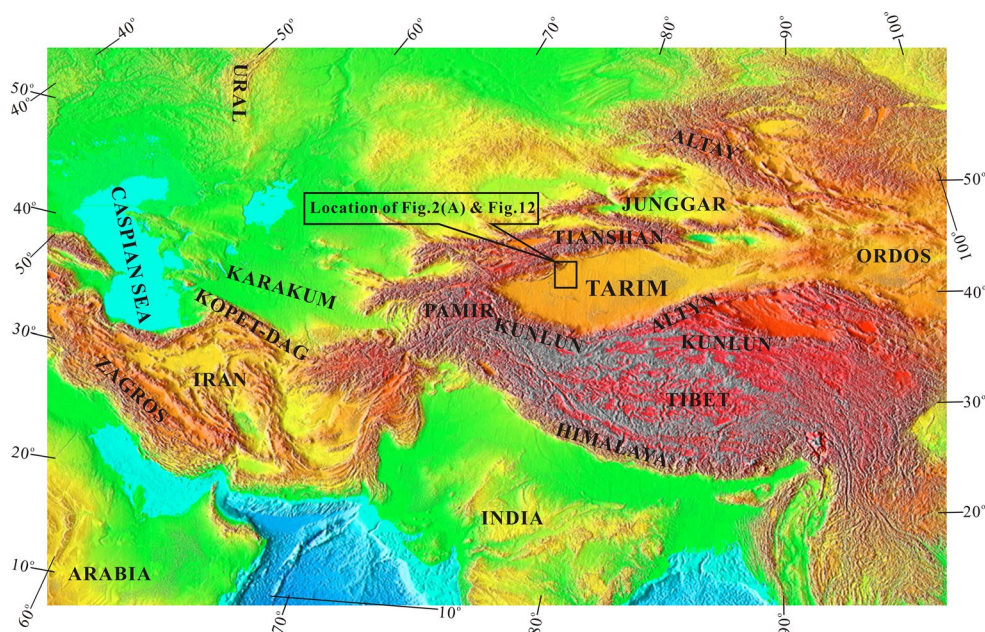 40°
50°
60°
70°
80°
90°
100°
50°
40°
URAL
ALTAY
50°
CASPIAN SEA
40°
Location of Fig.2(A) & Fig.12
JUNGGAR
TIANSHAN
100°
50°
ORDOS
KARAKUM
TARIM
40°
PAMIR
ALTYN
KOPET-DAG
KUNLUN
KUNLUN
30°
ZAGROS
IRAN
TIBET
30°
HIMALAYA
20°
INDIA
20°
10°
ARABIA
60°
70°
10°
80°
90°